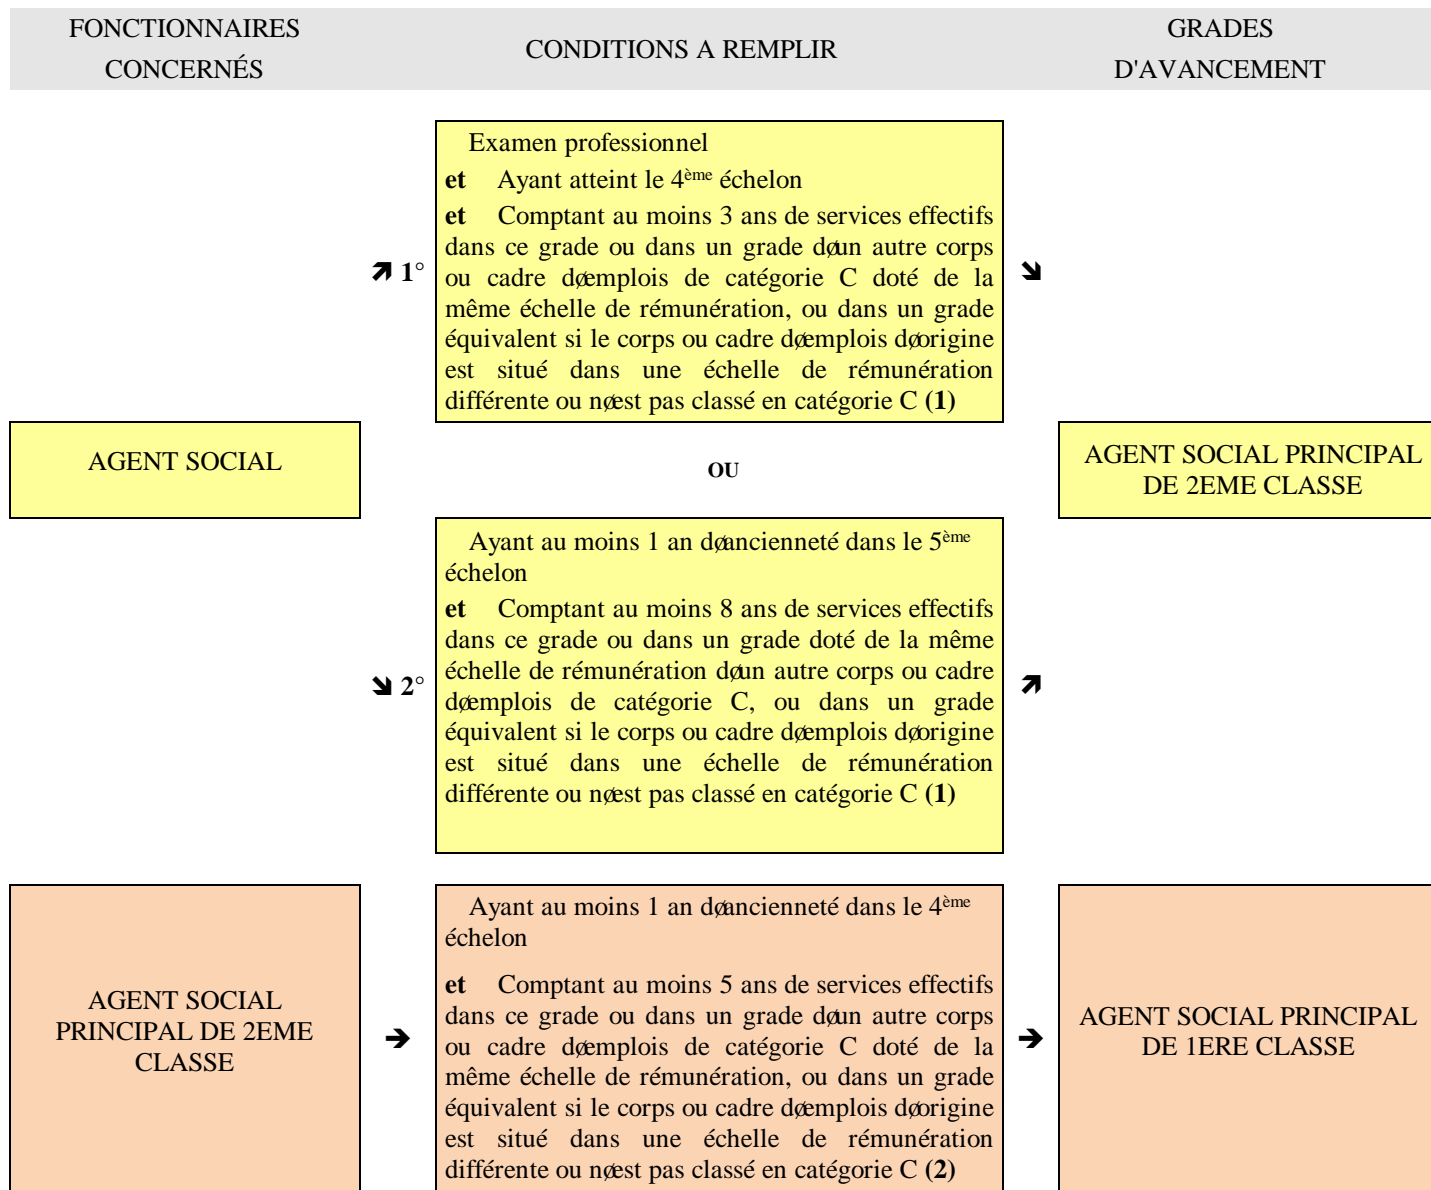 FONCTIONNAIRES
CONCERNÉS
CONDITIONS A REMPLIR
GRADES
D'AVANCEMENT
Examen professionnel
et Ayant atteint le 4ème échelon
et Comptant au moins 3 ans de services effectifs
dans ce grade ou dans un grade døun autre corps
ou cadre døemplois de catégorie C doté de la
même échelle de rémunération, ou dans un grade
équivalent si le corps ou cadre døemplois døorigine
est situé dans une échelle de rémunération
différente ou nøest pas classé en catégorie C (1)
➔ 1°
➔
AGENT SOCIAL
OU
AGENT SOCIAL PRINCIPAL
DE 2EME CLASSE
Ayant au moins 1 an døancienneté dans le 5ème
échelon
et Comptant au moins 8 ans de services effectifs
dans ce grade ou dans un grade doté de la même
échelle de rémunération døun autre corps ou cadre
døemplois de catégorie C, ou dans un grade
équivalent si le corps ou cadre døemplois døorigine
est situé dans une échelle de rémunération
différente ou nøest pas classé en catégorie C (1)
➔ 2°
➔
AGENT SOCIAL
PRINCIPAL DE 2EME
CLASSE
➔
Ayant au moins 1 an døancienneté dans le 4ème
échelon
et Comptant au moins 5 ans de services effectifs
dans ce grade ou dans un grade døun autre corps
ou cadre døemplois de catégorie C doté de la
même échelle de rémunération, ou dans un grade
équivalent si le corps ou cadre døemplois døorigine
est situé dans une échelle de rémunération
différente ou nøest pas classé en catégorie C (2)
➔
AGENT SOCIAL PRINCIPAL
DE 1ERE CLASSE